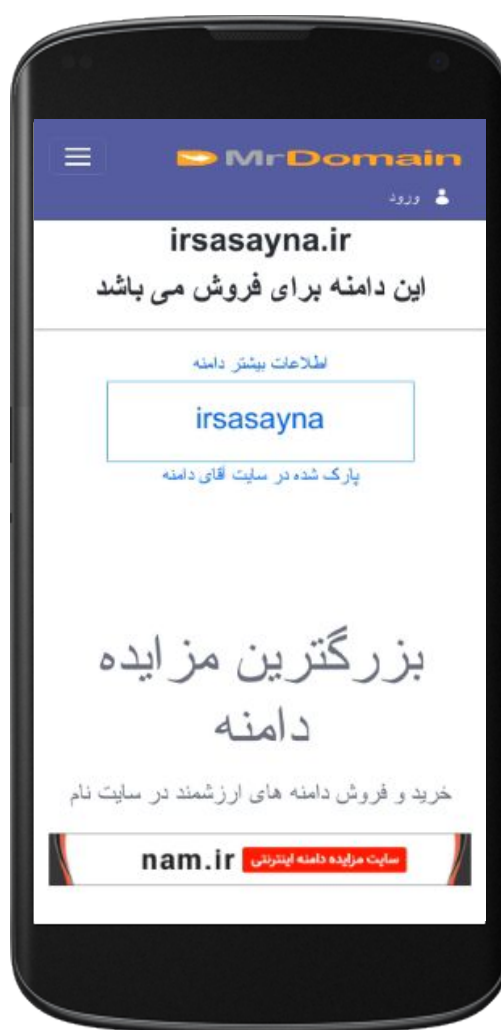 MrDomain
ورود
irsasayna.ir
این دامنه برای فروش می باشد
اطلاعات بیشتر دامنه
irsasayna
پارک شده در سایت آقای دامنه
بزرگترین مزایده
دامنه
خرید و فروش دامنه های ارزشمند در سایت نام
سایت مزایده دامنه اینترنتی nam.ir